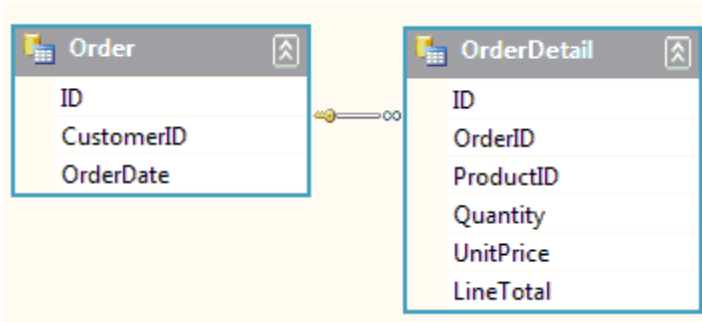 Order
ID
CustomerID
OrderDate
OrderDetail
ID
OrderID
ProductID
Quantity
UnitPrice
LineTotal